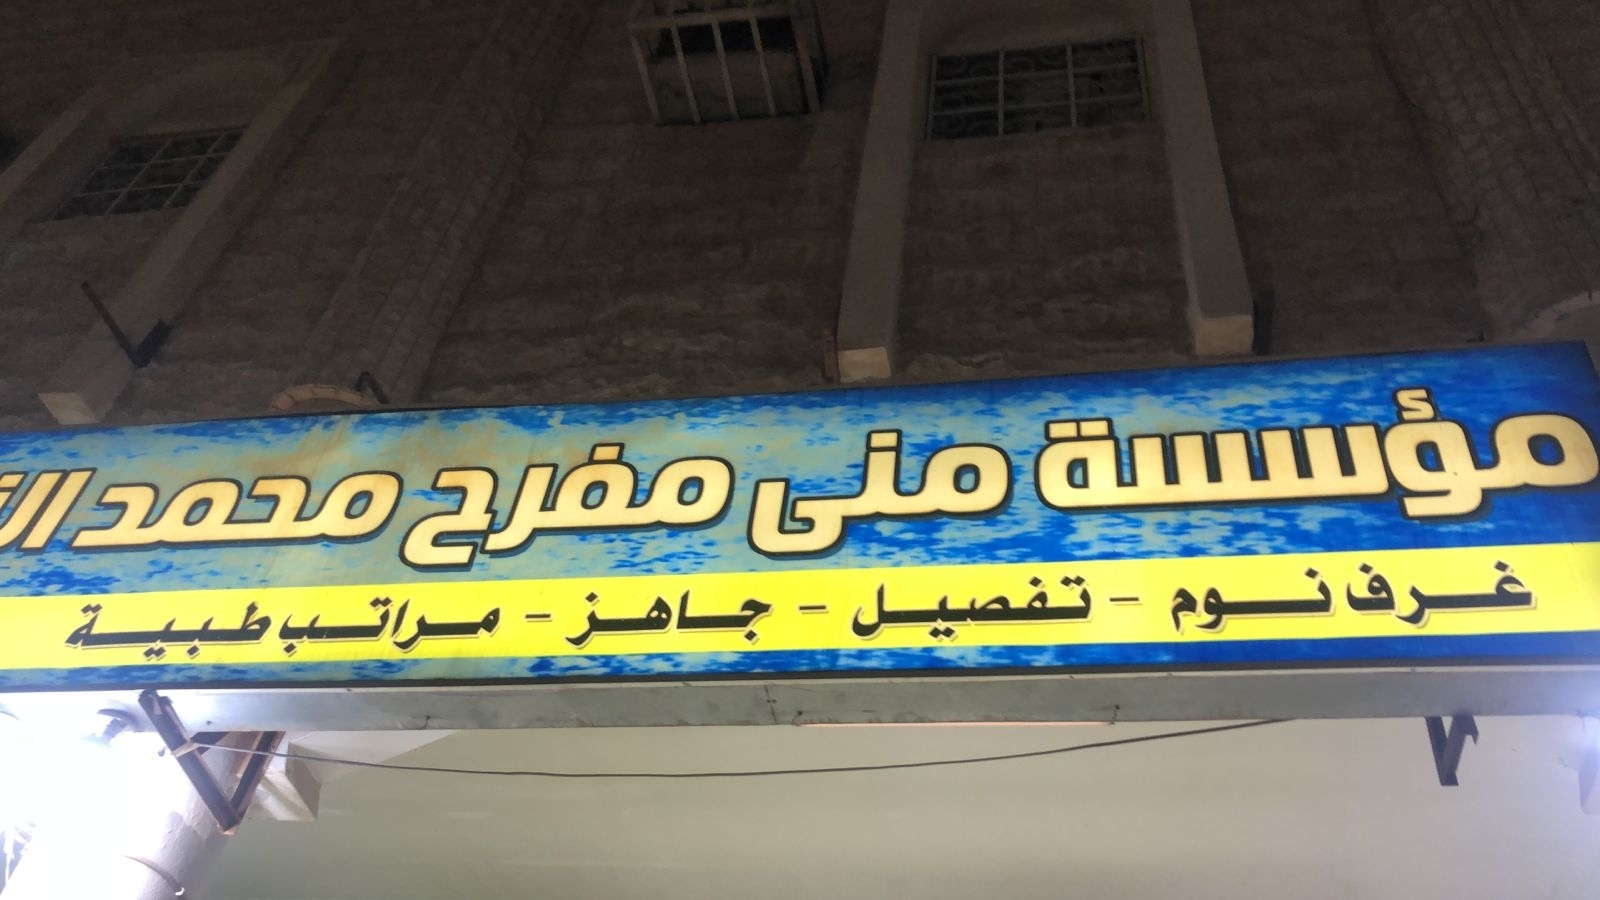 مؤسسة منى مفرح محمد
غرف نوم - تفصيل - جاهز - مراتب طبية